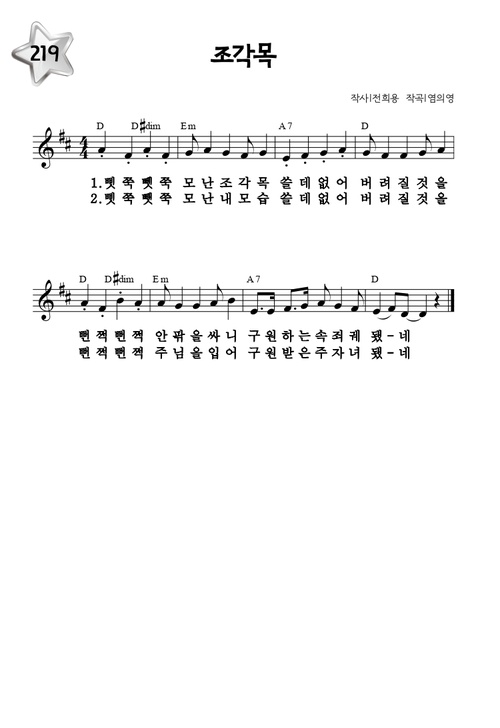 219
조각목
작사|전희용 작곡|염의영
D D#dim Em A7 D
1.삣쭉삣쭉 모난조각목 쓸데없어 버려질것을
2.삣쭉삣쭉 모난내모습 쓸데없어 버려질것을
D D#dim Em A7 D
뻔쩍뻔쩍 안팎을싸니 구원하는속죄궤 됐-네
뻔쩍뻔쩍 주님을입어 구원받은주자녀 됐-네